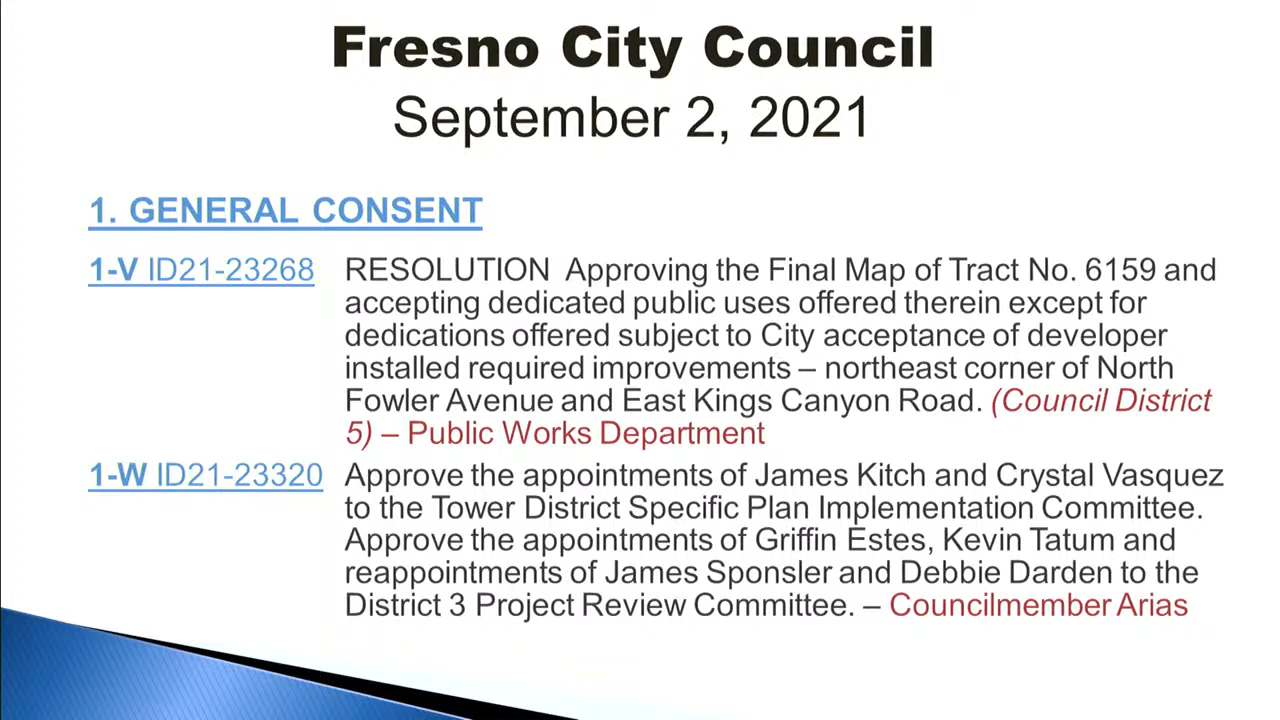 Fresno City Council
September 2, 2021
1. GENERAL CONSENT
1-V ID21-23268 RESOLUTION Approving the Final Map of Tract No. 6159 and
accepting dedicated public uses offered therein except for
dedications offered subject to City acceptance of developer
installed required improvements – northeast corner of North
Fowler Avenue and East Kings Canyon Road. (Council District
5) – Public Works Department
1-W ID21-23320 Approve the appointments of James Kitch and Crystal Vasquez
to the Tower District Specific Plan Implementation Committee.
Approve the appointments of Griffin Estes, Kevin Tatum and
reappointments of James Sponsler and Debbie Darden to the
District 3 Project Review Committee. – Councilmember Arias